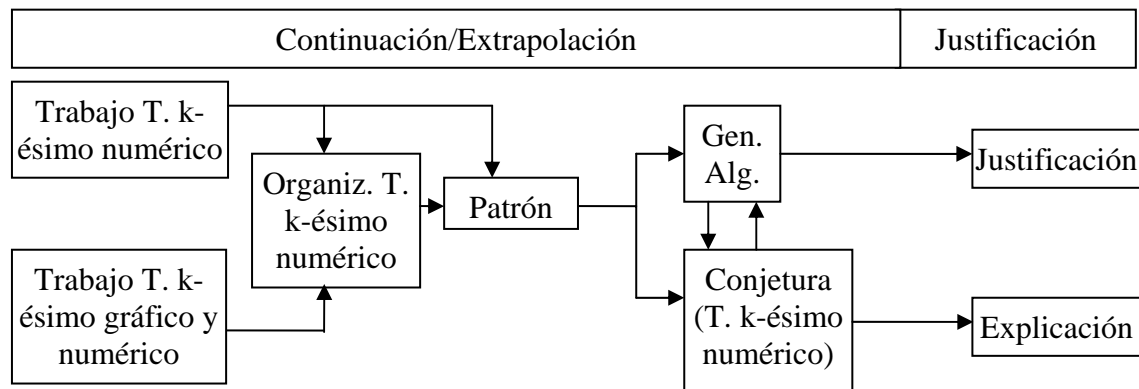 Continuación/Extrapolación
Justificación
Trabajo T. k-
ésimo numérico
Organiz. T.
k-ésimo
numérico
Trabajo T. k-
ésimo gráfico y
numérico
Patrón
Gen.
Alg.
Conjetura
(T. k-ésimo
numérico)
Justificación
Explicación